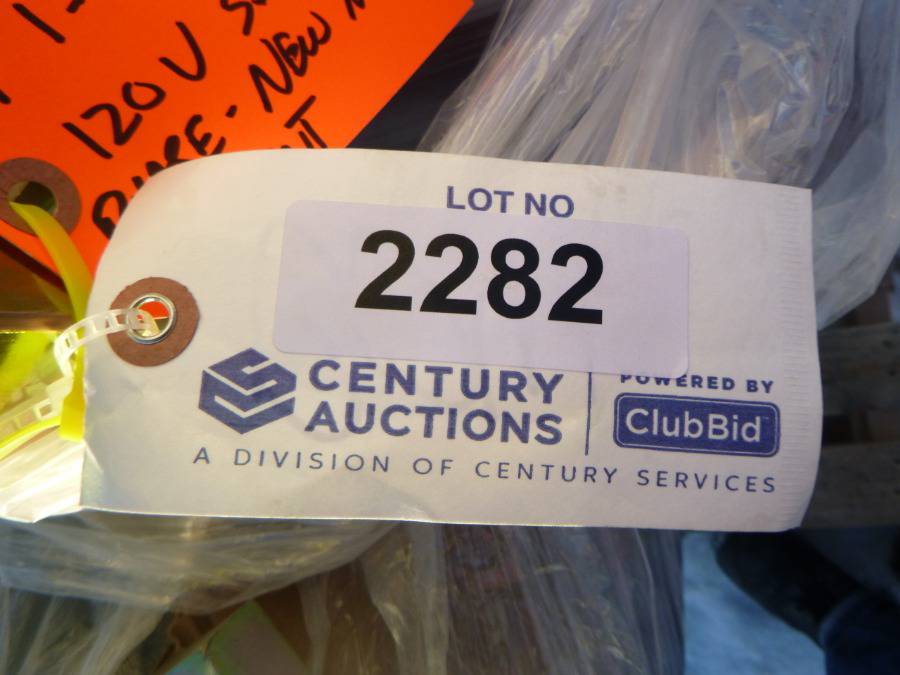 120V
- NEW
LOT NO
2282
CENTURY
AUCTIONS
A DIVISION OF CENTURY SERVICES
POWERED BY
ClubBid